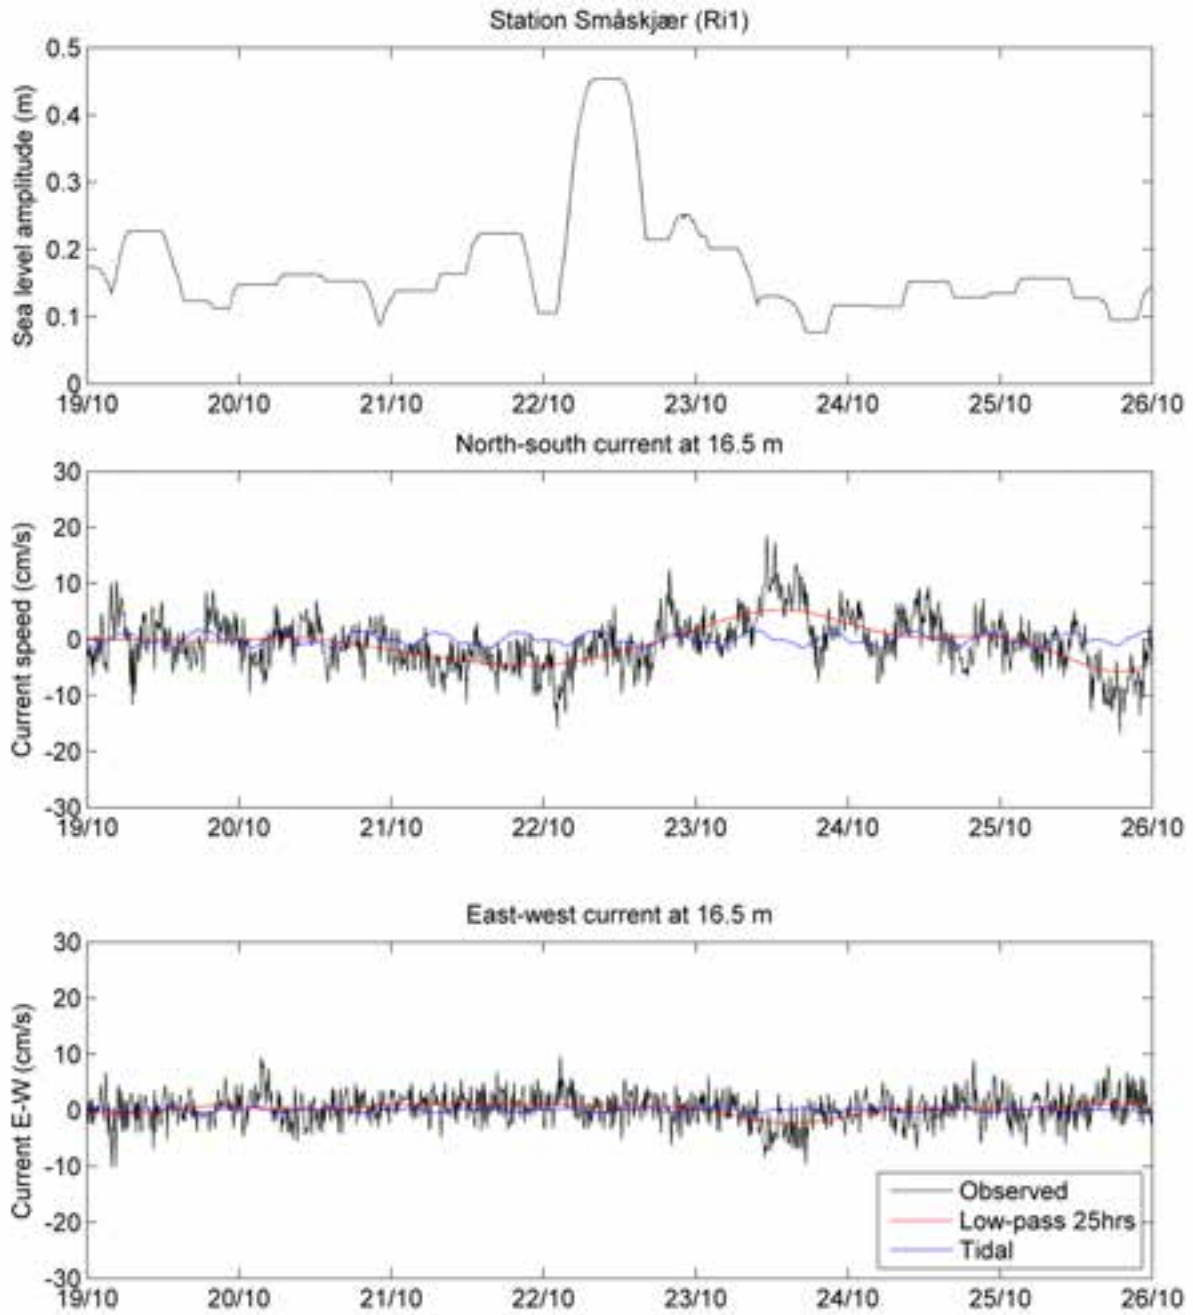 Station Småskjær (Ri1)
Sea level amplitude (m)
0.5
0.4
0.3
0.2
0.1
0
19/10 20/10 21/10 22/10 23/10 24/10 25/10 26/10
North-south current at 16.5 m
Current speed (cm/s)
30
20
10
0
-10
-20
-30
19/10 20/10 21/10 22/10 23/10 24/10 25/10 26/10
East-west current at 16.5 m
Current E-W (cm/s)
30
20
10
0
-10
-20
-30
Observed
Low-pass 25hrs
Tidal
19/10 20/10 21/10 22/10 23/10 24/10 25/10 26/10